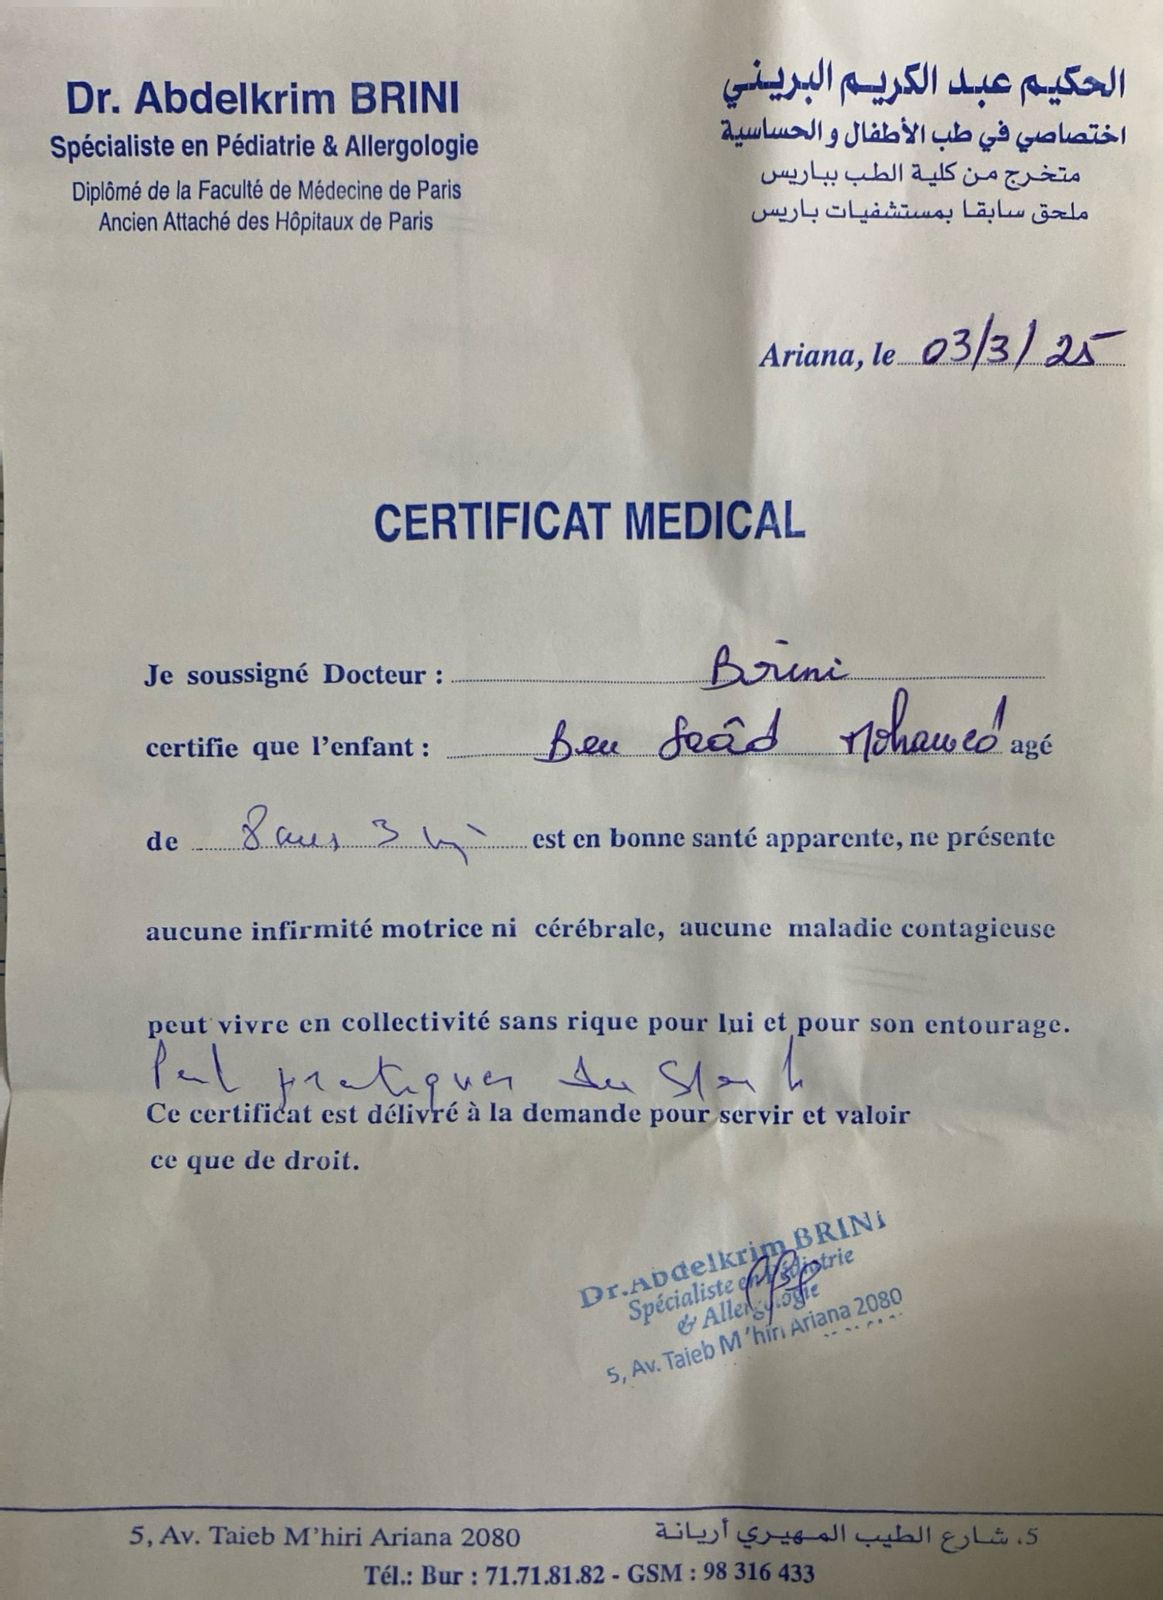 Dr. Abdelkrim BRINI
Spécialiste en Pédiatrie & Allergologie
Diplômé de la Faculté de Médecine de Paris
Ancien Attaché des Hôpitaux de Paris
الحكيم عبد الكريم البريني
اختصاصي في طب الأطفال والحساسية
متخرج من كلية الطب بباريس
ملحق سابقا بمستشفيات باريس
Ariana, le 03/3/25
CERTIFICAT MEDICAL
Je soussigné Docteur : Brini
certifie que l'enfant : Ben Saâd Mohamed agé
de 8 ans 3 est en bonne santé apparente, ne présente
aucune infirmité motrice ni cérébrale, aucune maladie contagieuse
peut vivre en collectivité sans rique pour lui et pour son entourage.
Peut pratiquer du
Ce certificat est délivré à la demande pour servir et valoir
ce que de droit.
Dr.Abdelkrim BRINI
Spécialiste en Pédiatrie
& Allergologie
5, Av. Taieb M'hiri Ariana 2080
5, Av. Taieb M'hiri Ariana 2080
5، شارع الطيب المهيري أريانة
Tél.: Bur : 71.71.81.82 - GSM : 98 316 433